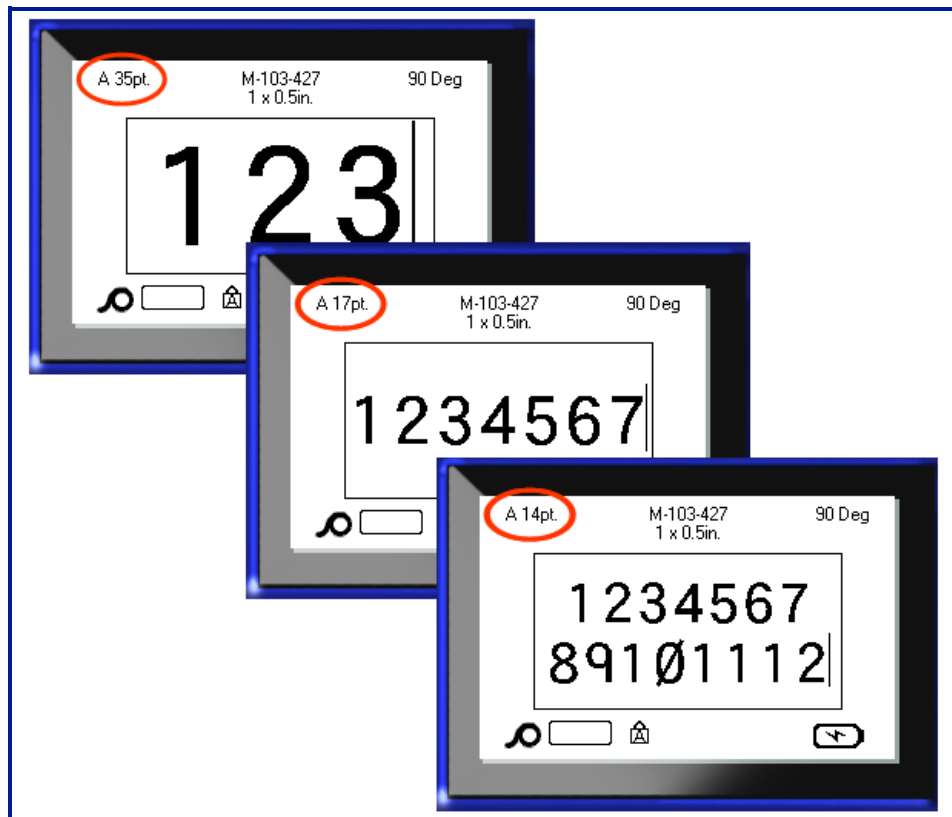 A 35pt. M-103-427 90 Deg
1 x 0.5in.
123
A
A 17pt. M-103-427 90 Deg
1 x 0.5in.
1234567
A 14pt. M-103-427 90 Deg
1 x 0.5in.
1234567
891Ø1112
A